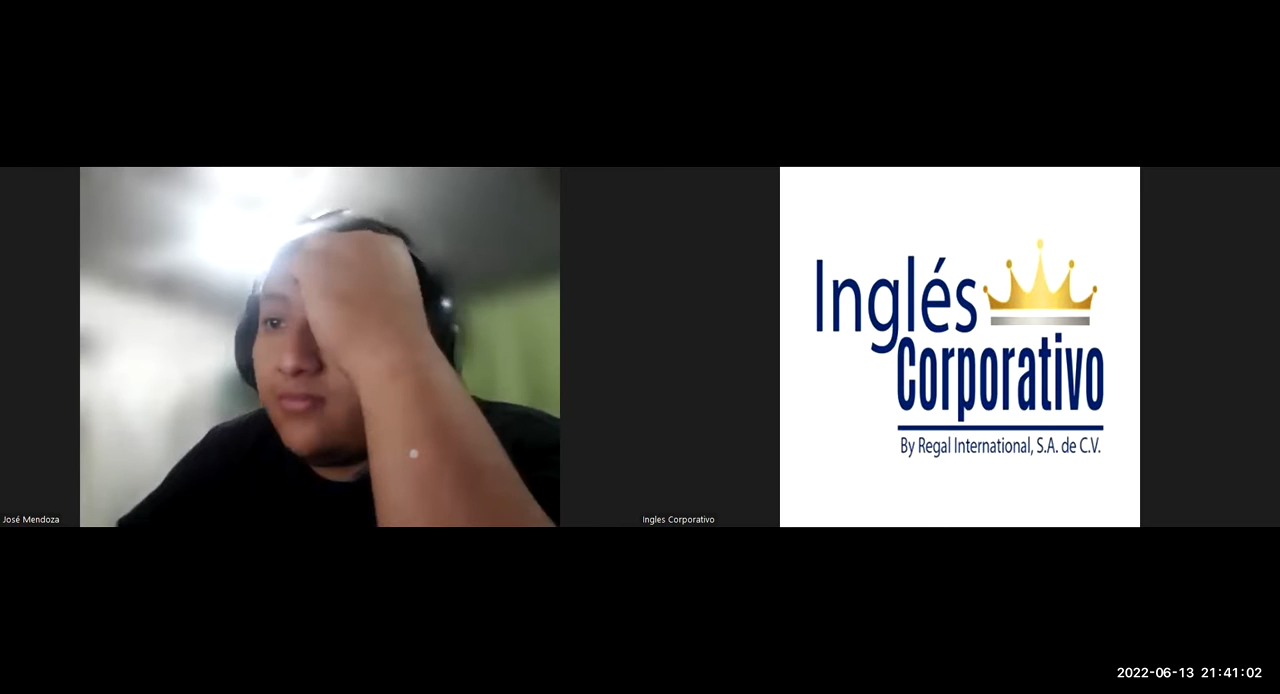 Inglés
Corporativo
By Regal International, S.A. de C.V.
José Mendoza
Ingles Corporativo
2022-06-13 21:41:02